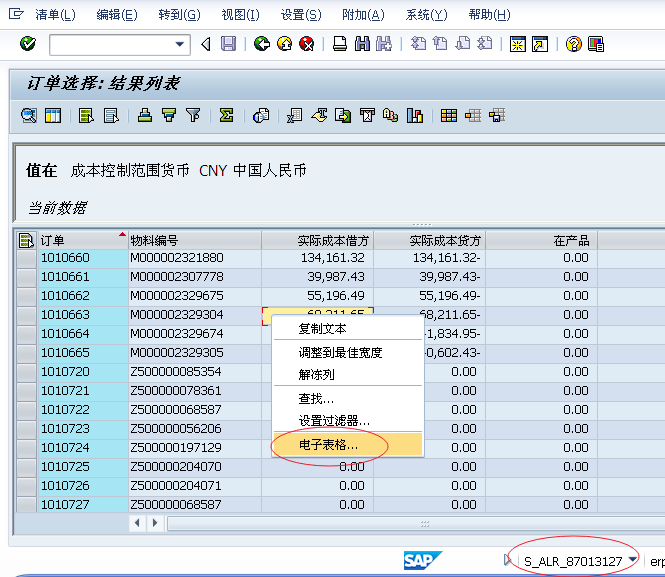 清单(L) 编辑(E) 转到(G) 视图(I) 设置(S) 附加(A) 系统(Y) 帮助(H)
订单选择: 结果列表
值在 成本控制范围货币 CNY 中国人民币
当前数据
订单 物料编号 实际成本借方 实际成本贷方 在产品
1010660 M000002321880 134,161.32 134,161.32- 0.00
1010661 M000002307778 39,987.43 39,987.43- 0.00
1010662 M000002329675 55,196.49 55,196.49- 0.00
1010663 M000002329304 68,211.65 68,211.65- 0.00
1010664 M000002329674 1,834.95- 0.00
1010665 M000002329305 0,602.43- 0.00
1010720 Z500000085354 0.00 0.00
1010721 Z500000078361 0.00 0.00
1010722 Z500000068587 0.00 0.00
1010723 Z500000056206 0.00 0.00
1010724 Z500000197129 0.00 0.00
1010725 Z500000204070 0.00 0.00 0.00
1010726 Z500000204071 0.00 0.00 0.00
1010727 Z500000068587 0.00 0.00 0.00
复制文本
调整到最佳宽度
解冻列
查找...
设置过滤器...
电子表格...
SAP S_ALR_87013127 erp